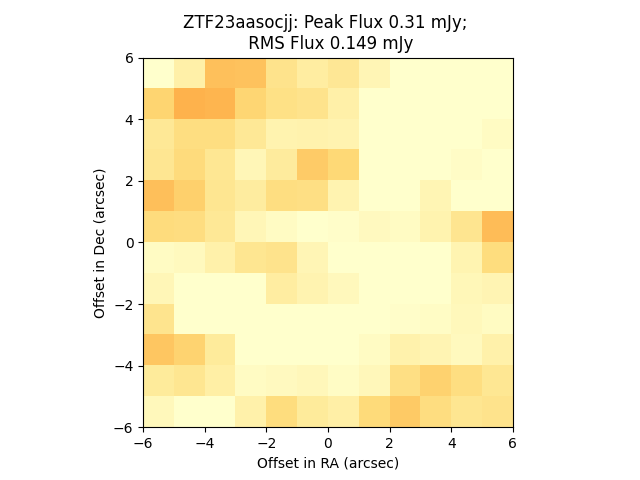 ZTF23aasocjj: Peak Flux 0.31 mJy;
RMS Flux 0.149 mJy
6
4
2
0
−2
−4
−6
Offset in Dec (arcsec)
−6 −4 −2 0 2 4 6
Offset in RA (arcsec)